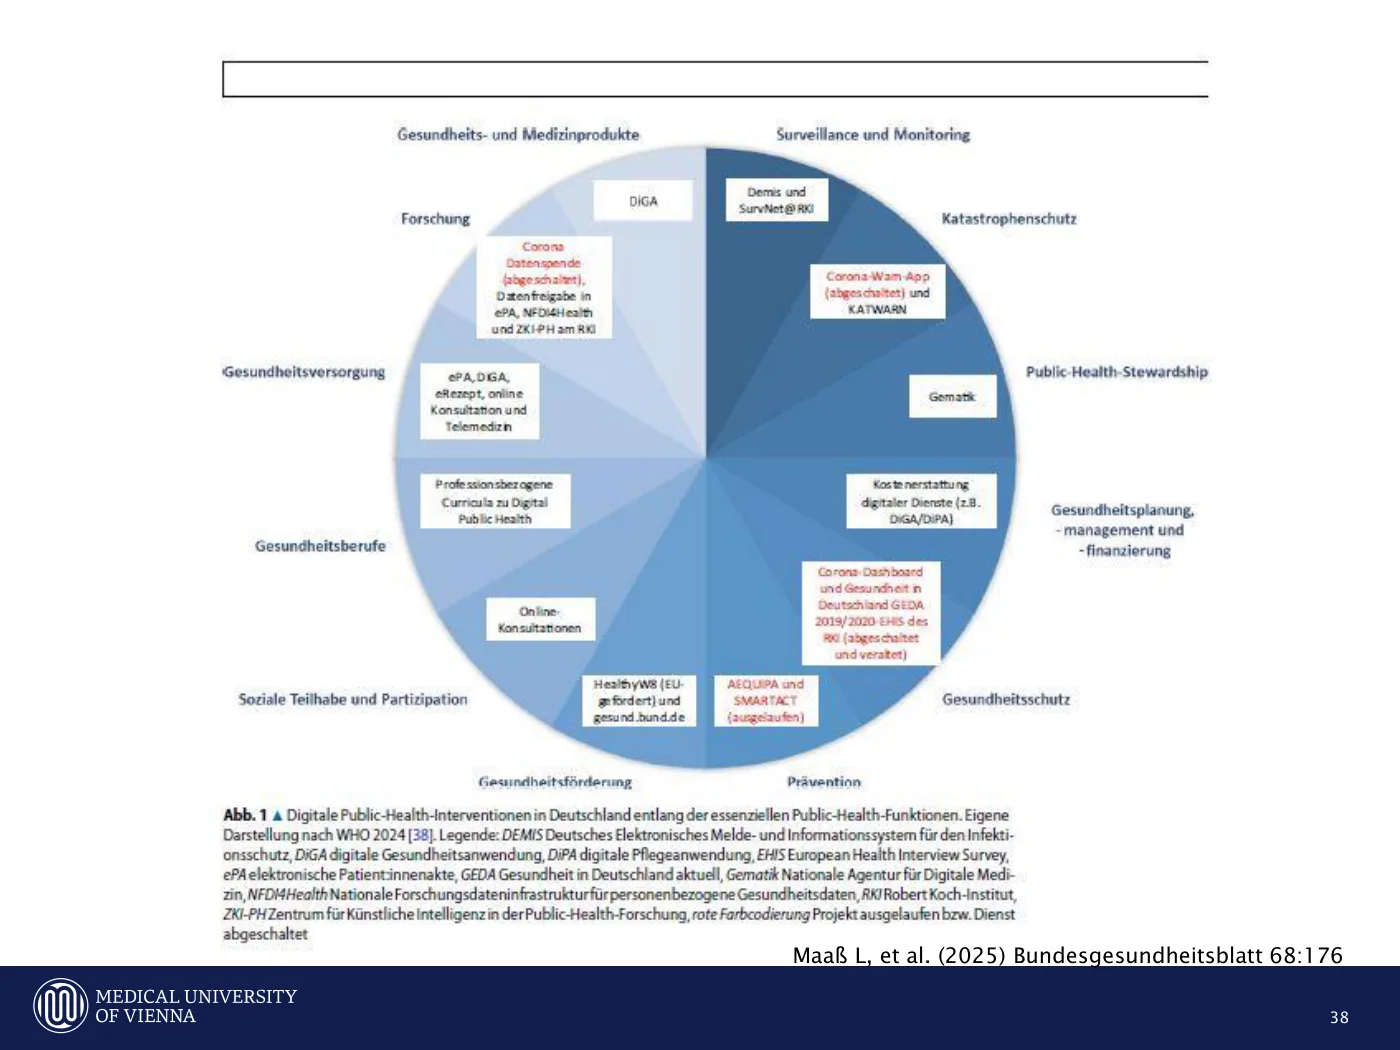 Gesundheits- und Medizinprodukte
Surveillance und Monitoring
DiGA
Demis und
SurvNet@RKI
Forschung
Katastrophenschutz
Corona
Datenspende
(abgeschaltet),
Datenfreigabe in
ePA, NFDI4Health
und ZKI-PH am RKI
Corona-Warn-App
(abgeschaltet) und
KATWARN
Gesundheitsversorgung
Public-Health-Stewardship
ePA, DiGA,
eRezept, online
Konsultation und
Telemedizin
Gematik
Professionsbezogene
Curricula zu Digital
Public Health
Kostenerstattung
digitaler Dienste (z.B.
DiGA/DiPA)
Gesundheitsplanung,
- management und
-finanzierung
Gesundheitsberufe
Corona-Dashboard
und Gesundheit in
Deutschland GEDA
2019/2020-EHIS des
RKI (abgeschaltet
und veraltet)
Online-
Konsultationen
Soziale Teilhabe und Partizipation
HealthyW8 (EU-
gefördert) und
gesund.bund.de
AEQUIPA und
SMARTACT
(ausgelaufen)
Gesundheitsschutz
Gesundheitsförderung
Prävention
Abb. 1 ▲ Digitale Public-Health-Interventionen in Deutschland entlang der essenziellen Public-Health-Funktionen. Eigene
Darstellung nach WHO 2024 [38]. Legende: DEMIS Deutsches Elektronisches Melde- und Informationssystem für den Infekti-
onsschutz, DiGA digitale Gesundheitsanwendung, DiPA digitale Pflegeanwendung, EHIS European Health Interview Survey,
ePA elektronische Patient:innenakte, GEDA Gesundheit in Deutschland aktuell, Gematik Nationale Agentur für Digitale Medi-
zin, NFDI4Health Nationale Forschungsdateninfrastruktur für personenbezogene Gesundheitsdaten, RKI Robert Koch-Institut,
ZKI-PH Zentrum für Künstliche Intelligenz in der Public-Health-Forschung, rote Farbcodierung Projekt ausgelaufen bzw. Dienst
abgeschaltet
Maaß L, et al. (2025) Bundesgesundheitsblatt 68:176
MEDICAL UNIVERSITY
OF VIENNA
38